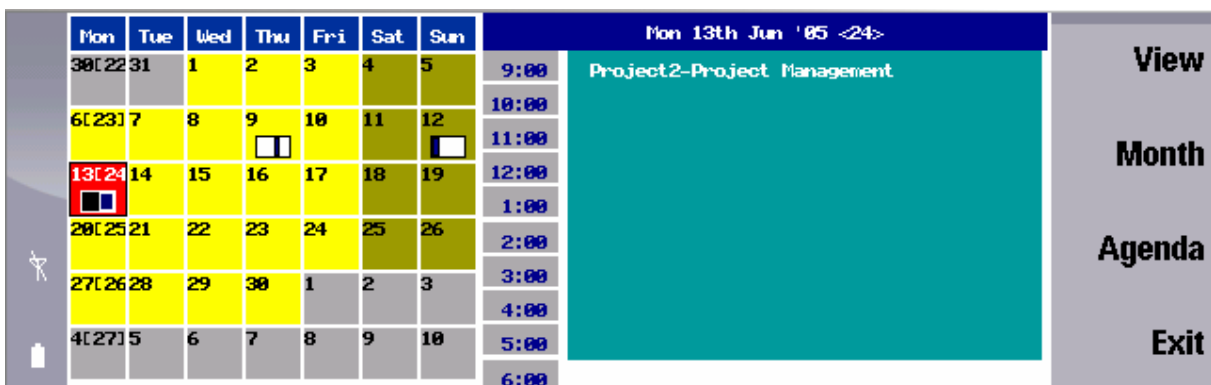 Mon Tue Wed Thu Fri Sat Sun
30[22 31 1 2 3 4 5
6[23] 7 8 9 10 11 12
13[24 14 15 16 17 18 19
20[25 21 22 23 24 25 26
27[26 28 29 30 1 2 3
4[27] 5 6 7 8 9 10
Mon 13th Jun '05 <24>
9:00 Project2-Project Management
10:00
11:00
12:00
1:00
2:00
3:00
4:00
5:00
6:00
View
Month
Agenda
Exit